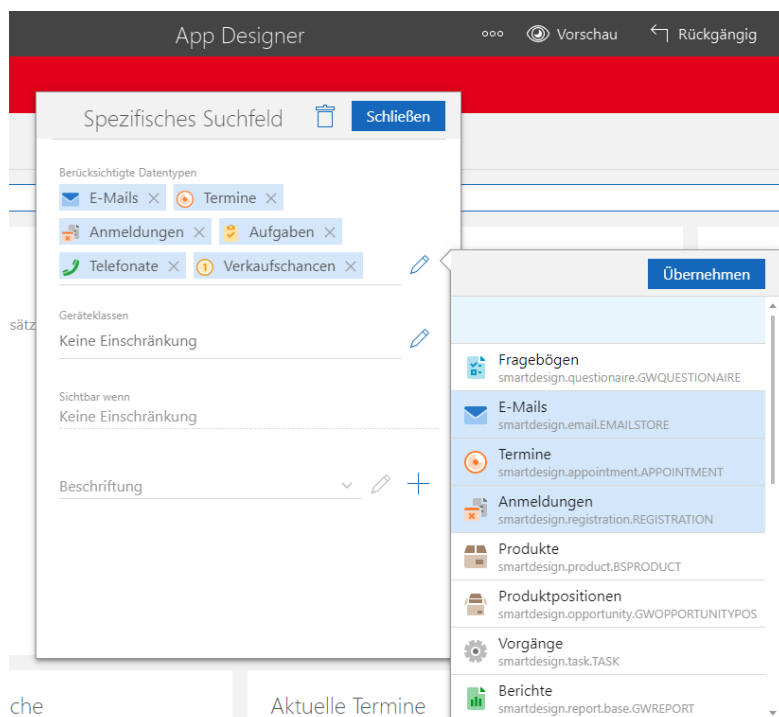 App Designer
Vorschau
Rückgängig
Spezifisches Suchfeld
Schließen
Berücksichtigte Datentypen
E-Mails
Termine
Anmeldungen
Aufgaben
Telefonate
1
Verkaufschancen
Übernehmen
sätz
Geräteklassen
Keine Einschränkung
Sichtbar wenn
Keine Einschränkung
Beschriftung
Fragebögen
smartdesign.questionaire.GWQUESTIONAIRE
E-Mails
smartdesign.email.EMAILSTORE
Termine
smartdesign.appointment.APPOINTMENT
Anmeldungen
smartdesign.registration.REGISTRATION
Produkte
smartdesign.product.BSPRODUCT
Produktpositionen
smartdesign.opportunity.GWOPPORTUNITYPOS
Vorgänge
smartdesign.task.TASK
Berichte
smartdesign.report.base.GWREPORT
che
Aktuelle Termine